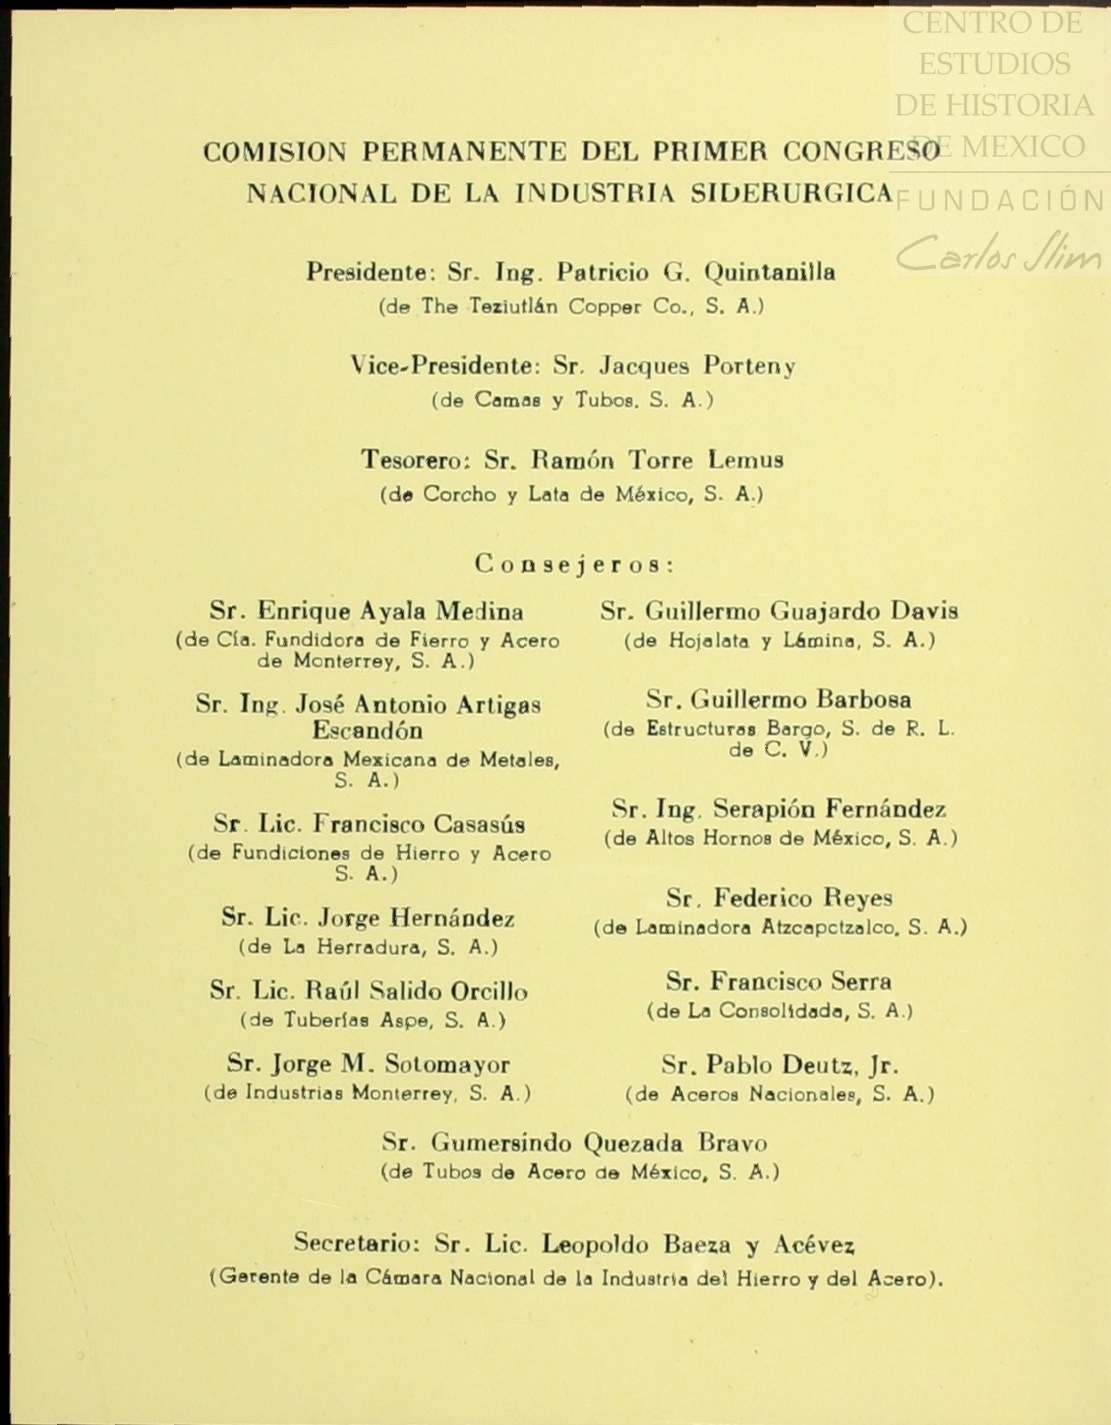 CENTRO DE
ESTUDIOS
DE HISTORIA
DE MEXICO
FUNDACIÓN
Carlos Slim
COMISION PERMANENTE DEL PRIMER CONGRESO
NACIONAL DE LA INDUSTRIA SIDERURGICA
Presidente: Sr. Ing. Patricio G. Quintanilla
(de The Teziutlán Copper Co., S. A.)
Vice-Presidente: Sr. Jacques Porteny
(de Camas y Tubos, S. A.)
Tesorero: Sr. Ramón Torre Lemus
(de Corcho y Lata de México, S. A.)
Consejeros:
Sr. Enrique Ayala Medina
(de Cía. Fundidora de Fierro y Acero
de Monterrey, S. A.)
Sr. Ing. José Antonio Artigas
Escandón
(de Laminadora Mexicana de Metales,
S. A.)
Sr. Lic. Francisco Casasús
(de Fundiciones de Hierro y Acero
S. A.)
Sr. Lic. Jorge Hernández
(de La Herradura, S. A.)
Sr. Lic. Raúl Salido Orcillo
(de Tuberías Aspe, S. A.)
Sr. Jorge M. Sotomayor
(de Industrias Monterrey, S. A.)
Sr. Guillermo Guajardo Davis
(de Hojalata y Lámina, S. A.)
Sr. Guillermo Barbosa
(de Estructuras Bargo, S. de R. L.
de C. V.)
Sr. Ing. Serapión Fernández
(de Altos Hornos de México, S. A.)
Sr. Federico Reyes
(de Laminadora Atzcapotzalco, S. A.)
Sr. Francisco Serra
(de La Consolidada, S. A.)
Sr. Pablo Deutz, Jr.
(de Aceros Nacionales, S. A.)
Sr. Gumersindo Quezada Bravo
(de Tubos de Acero de México, S. A.)
Secretario: Sr. Lic. Leopoldo Baeza y Acévez
(Gerente de la Cámara Nacional de la Industria del Hierro y del Acero).